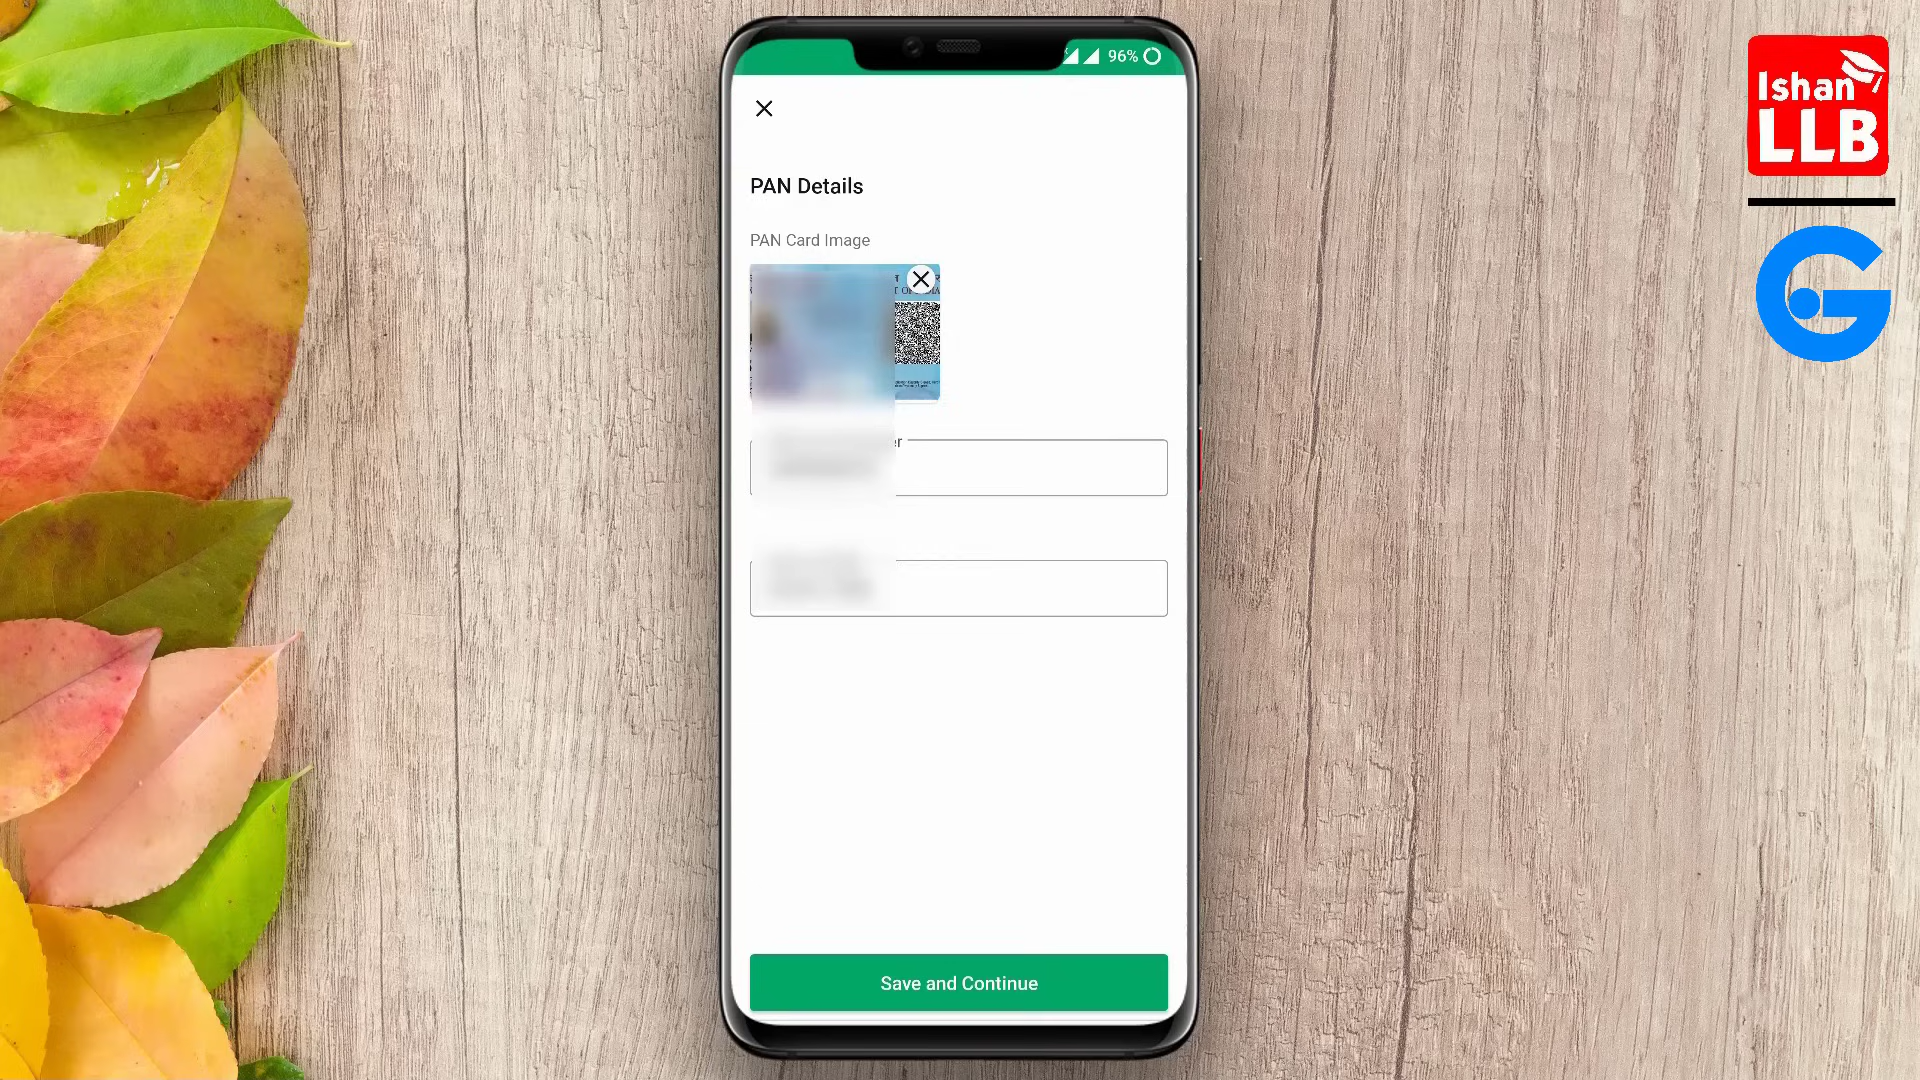 96%
PAN Details
PAN Card Image
Save and Continue
Ishan
LLB